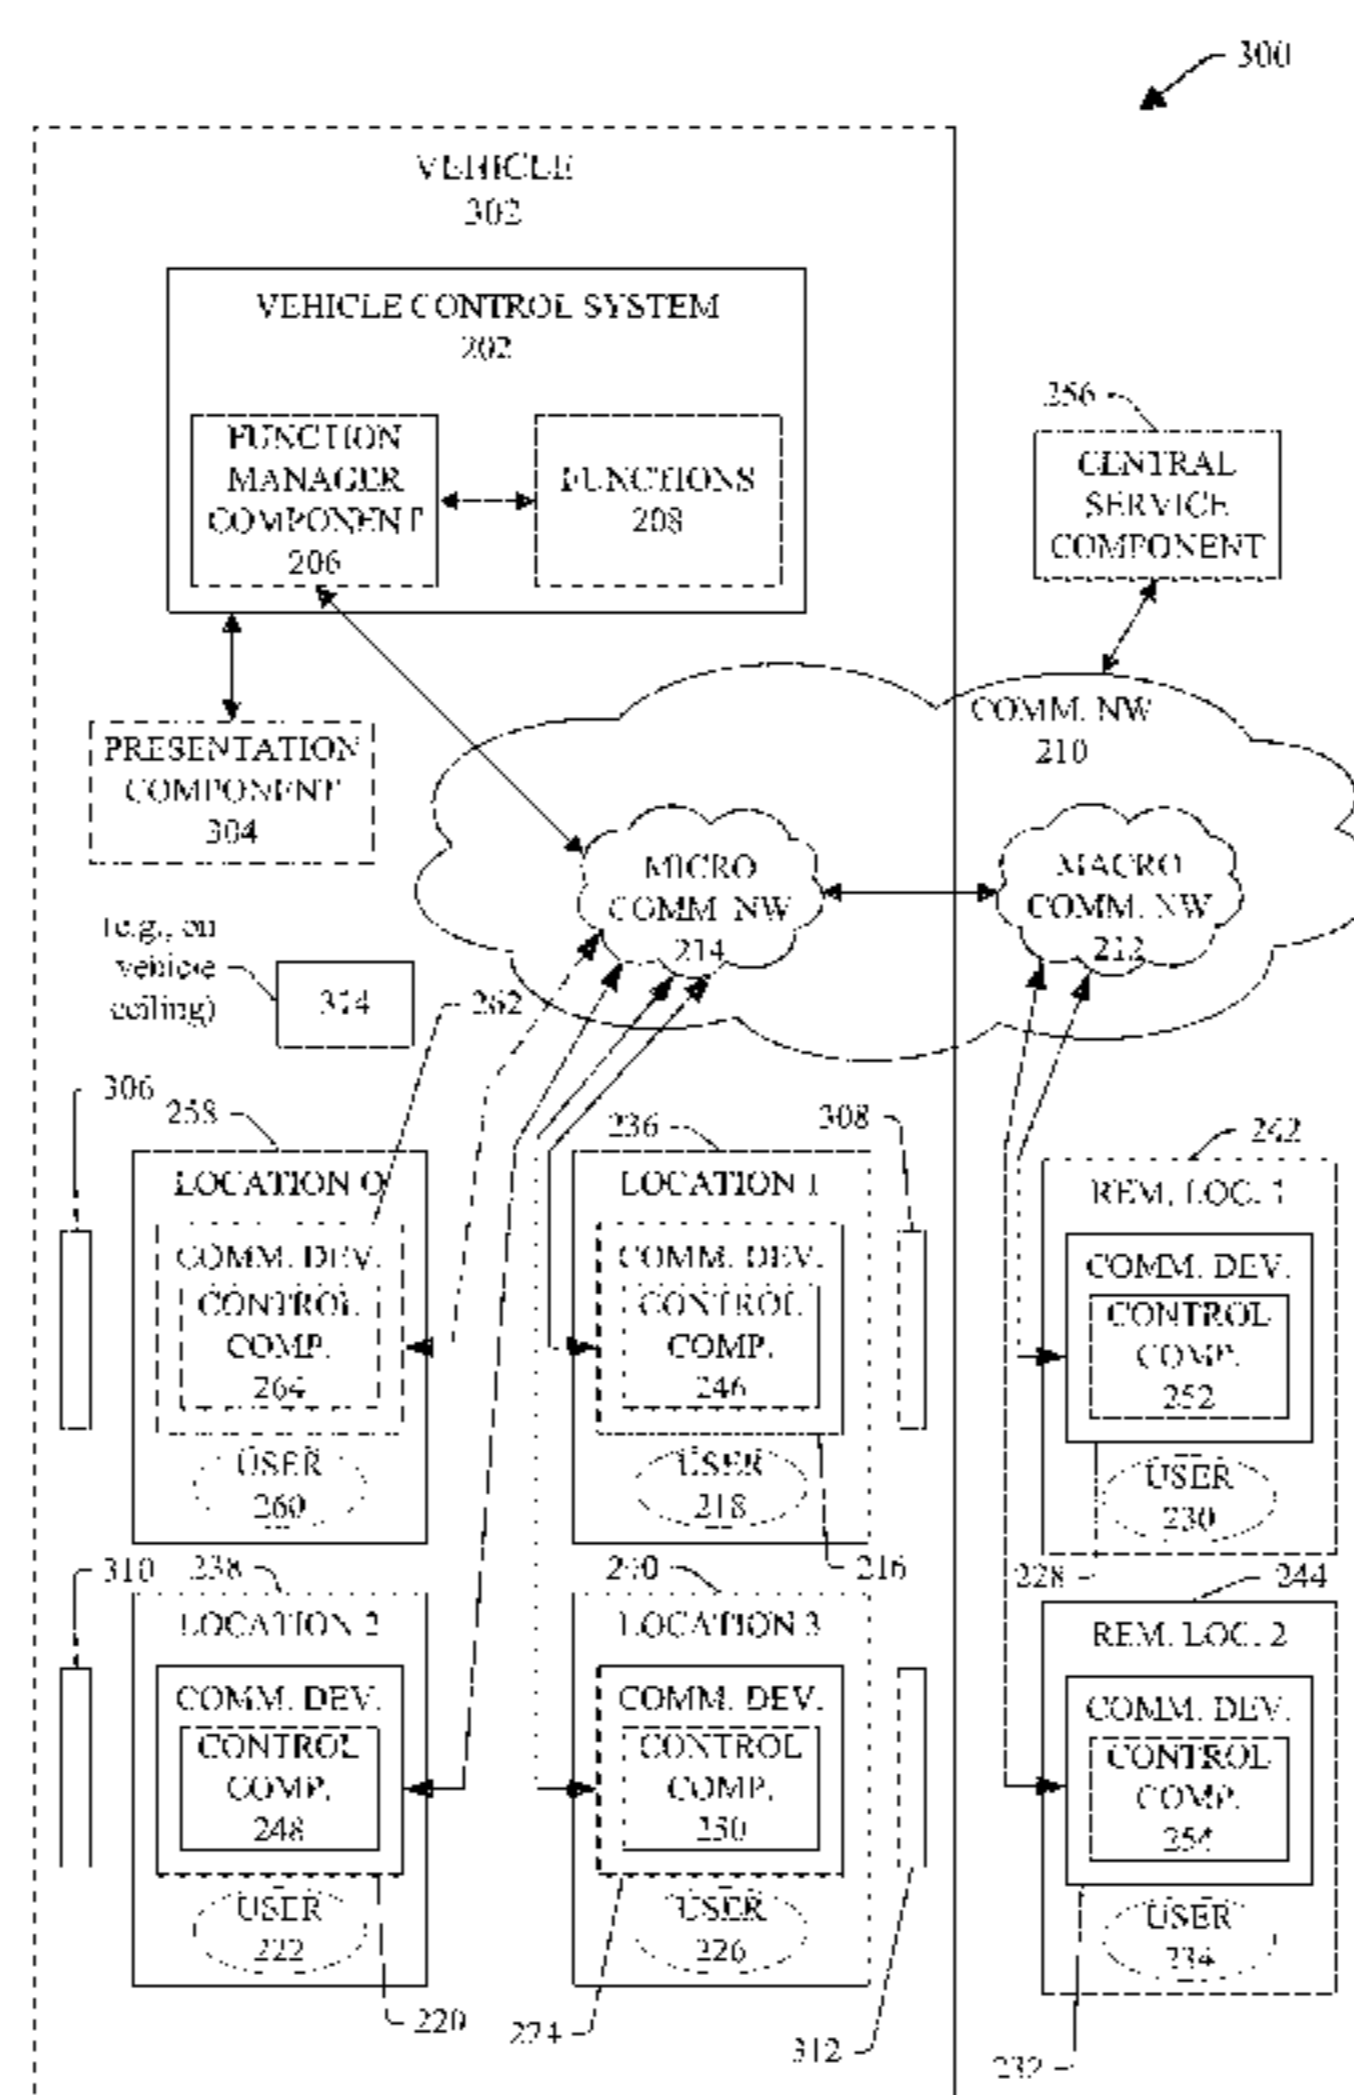 300
VEHICLE
302
VEHICLE CONTROL SYSTEM
202
FUNCTION
MANAGER
COMPONENT
206
FUNCTIONS
208
256
CENTRAL
SERVICE
COMPONENT
PRESENTATION
COMPONENT
304
COMM. NW
210
MICRO
COMM. NW
214
MACRO
COMM. NW
212
(e.g., on
vehicle
ceiling)
262
306
258
LOCATION 0
COMM. DEV.
CONTROL
COMP.
264
USER
260
236
LOCATION 1
COMM. DEV.
CONTROL
COMP.
246
USER
218
216
308
242
REM. LOC. 1
COMM. DEV.
CONTROL
COMP.
252
USER
230
228
310
238
LOCATION 2
COMM. DEV.
CONTROL
COMP.
248
USER
222
220
LOCATION 3
COMM. DEV.
CONTROL
COMP.
250
USER
226
312
244
REM. LOC. 2
COMM. DEV.
CONTROL
COMP.
254
USER
234
232